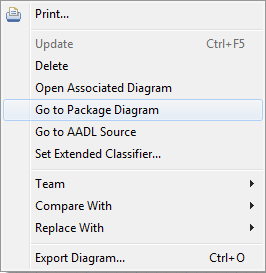 Print...
Update Ctrl+F5
Delete
Open Associated Diagram
Go to Package Diagram
Go to AADL Source
Set Extended Classifier...
Team
Compare With
Replace With
Export Diagram... Ctrl+O